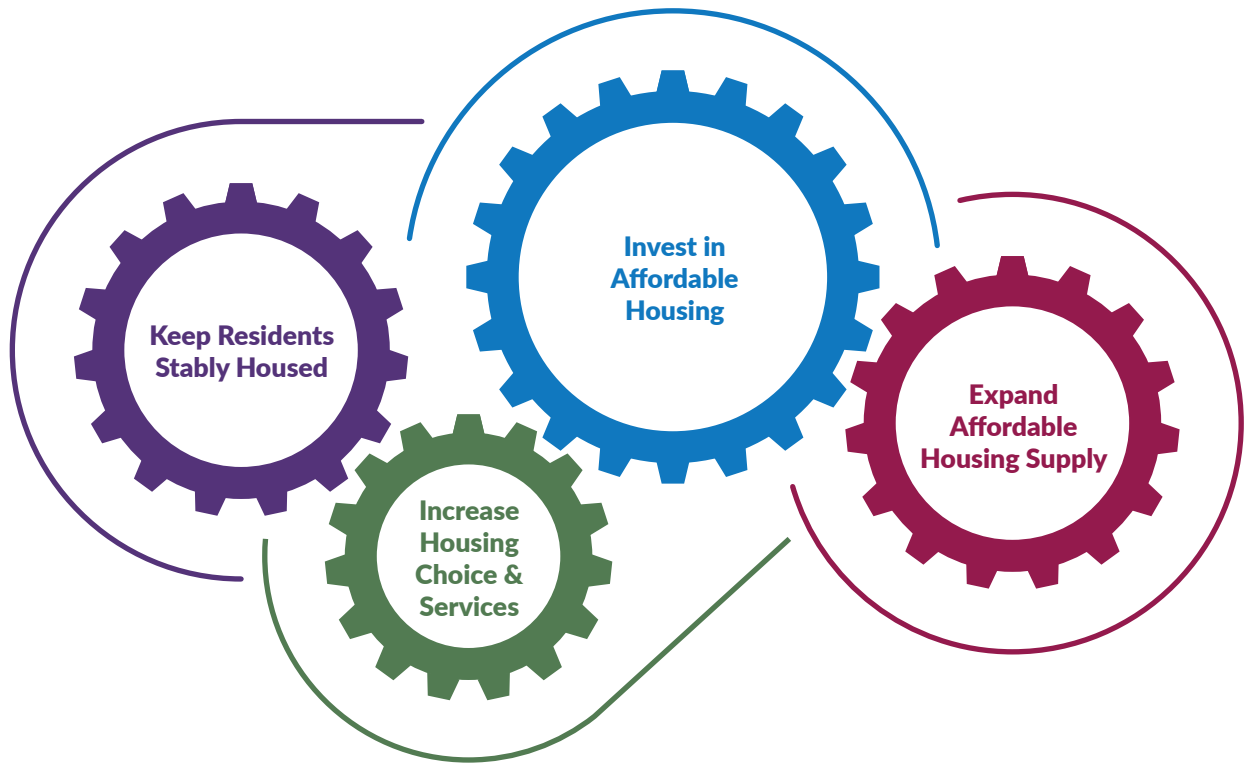 Keep Residents
Stably Housed
Invest in
Affordable
Housing
Increase
Housing
Choice &
Services
Expand
Affordable
Housing Supply